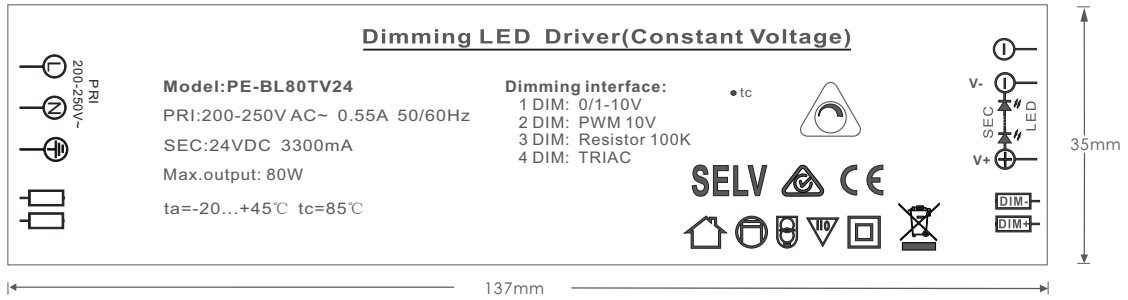 Dimming LED Driver(Constant Voltage)
L
N
PRI
200-250V~
Model:PE-BL80TV24
PRI:200-250V AC~ 0.55A 50/60Hz
SEC:24VDC 3300mA
Max.output: 80W
ta=-20...+45℃ tc=85℃
Dimming interface:
1 DIM: 0/1-10V
2 DIM: PWM 10V
3 DIM: Resistor 100K
4 DIM: TRIAC
tc
SELV
CE
110
V-
V+
SEC
LED
DIM-
DIM+
35mm
137mm